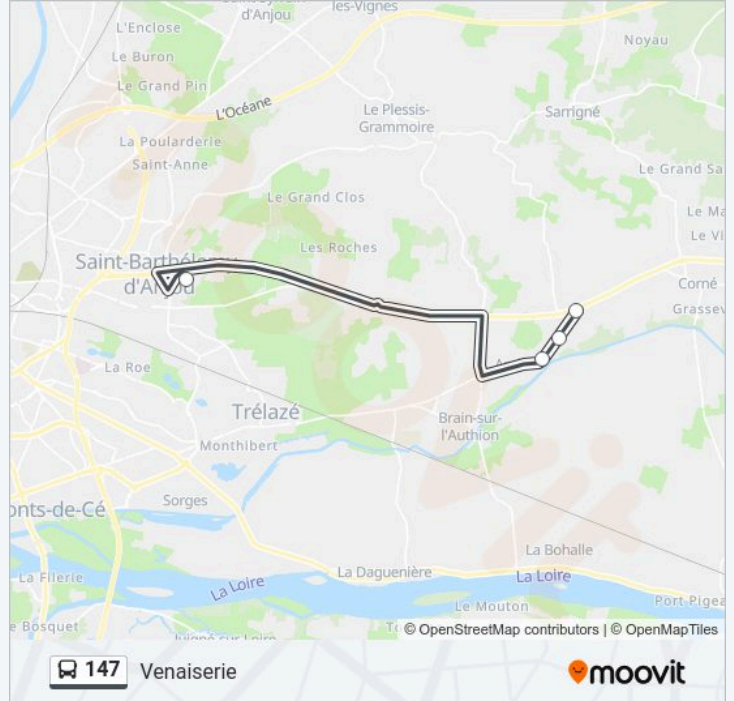 les-Vignes
d'Anjou
L'Enclose
Noyau
Le Buron
Le Grand Pin
L'Océane
Le Plessis-
Grammoire
Sarrigné
La Poularderie
Saint-Anne
Le Grand Sa
Le Grand Clos
Le Ma
Les Roches
Le Vi
Saint-Barthélemy
d'Anjou
Corné
Grassev
La Roe
Trélazé
Brain-sur-
l'Authion
Monthibert
Sorges
onts-de-Cé
La Bohalle
La Daguenière
La Loire
La Filerie
La Loire
Le Mouton
Port Pigea
e Bosquet
© OpenStreetMap contributors | © OpenMapTiles
147 Venaiserie
moovit